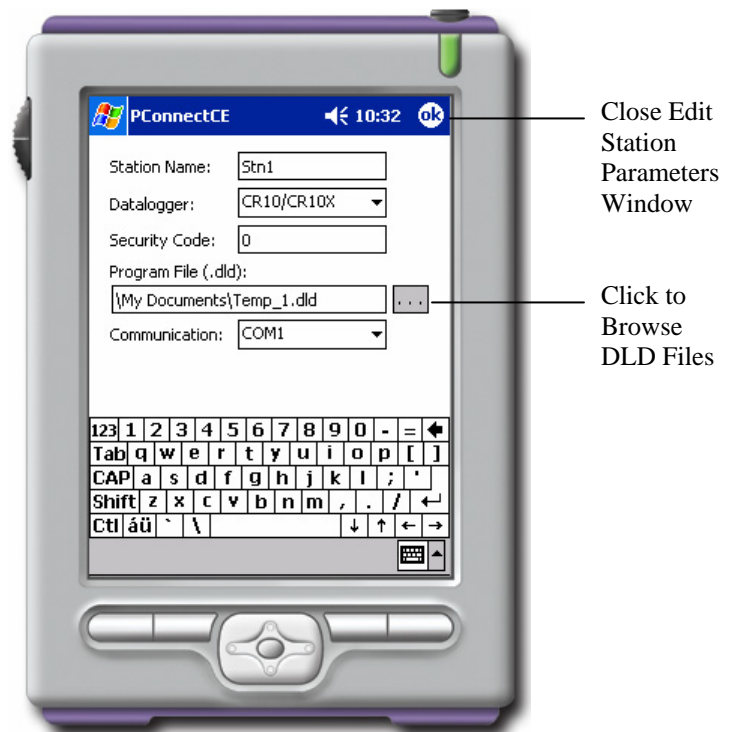 PConnectCE 10:32 ok
Station Name: Stn1
Datalogger: CR10/CR10X
Security Code: 0
Program File (.dld):
\My Documents\Temp_1.dld ...
Communication: COM1
123 1 2 3 4 5 6 7 8 9 0 - =
Tab q w e r t y u i o p [ ]
CAP a s d f g h j k l ; '
Shift z x c v b n m , . /
Ctl áü ` \ ↓ ↑ ← →
Close Edit
Station
Parameters
Window
Click to
Browse
DLD Files